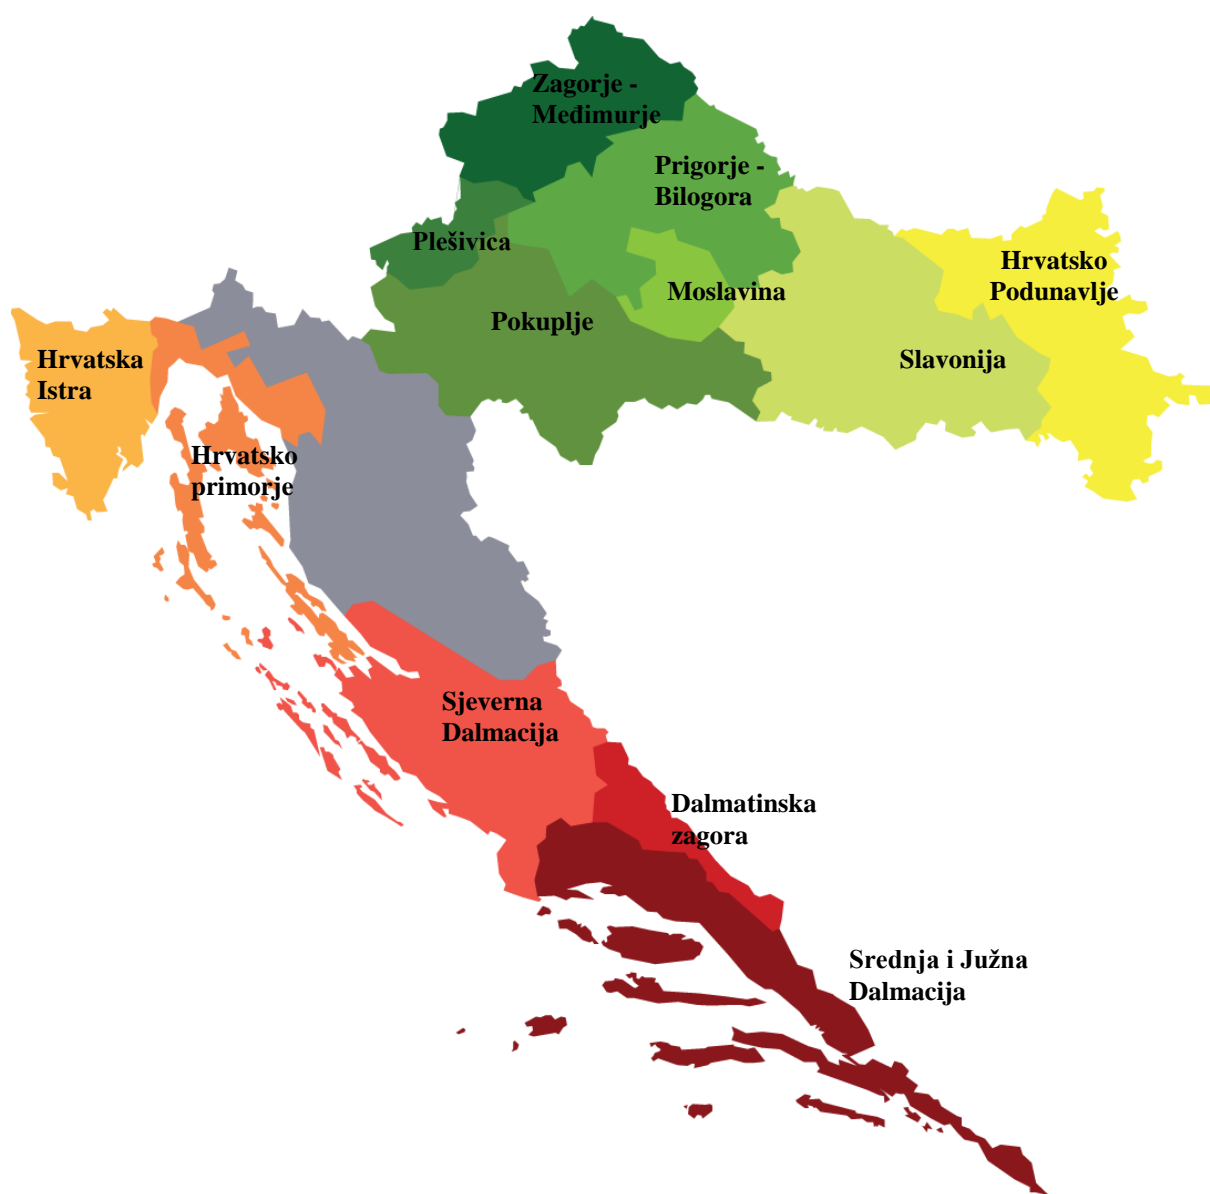 Zagorje -
Međimurje
Prigorje -
Bilogora
Plešivica
Hrvatsko
Podunavlje
Moslavina
Pokuplje
Hrvatska
Istra
Slavonija
Hrvatsko
primorje
Sjeverna
Dalmacija
Dalmatinska
zagora
Srednja i Južna
Dalmacija